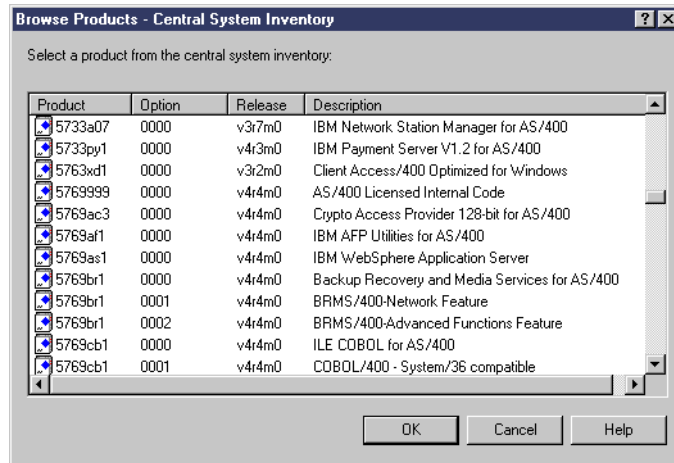 Browse Products - Central System Inventory
Select a product from the central system inventory:
Product Option Release Description
5733a07 0000 v3r7m0 IBM Network Station Manager for AS/400
5733py1 0000 v4r3m0 IBM Payment Server V1.2 for AS/400
5763xd1 0000 v3r2m0 Client Access/400 Optimized for Windows
5769999 0000 v4r4m0 AS/400 Licensed Internal Code
5769ac3 0000 v4r4m0 Crypto Access Provider 128-bit for AS/400
5769af1 0000 v4r4m0 IBM AFP Utilities for AS/400
5769as1 0000 v4r4m0 IBM WebSphere Application Server
5769br1 0000 v4r4m0 Backup Recovery and Media Services for AS/400
5769br1 0001 v4r4m0 BRMS/400-Network Feature
5769br1 0002 v4r4m0 BRMS/400-Advanced Functions Feature
5769cb1 0000 v4r4m0 ILE COBOL for AS/400
5769cb1 0001 v4r4m0 COBOL/400 - System/36 compatible
OK Cancel Help